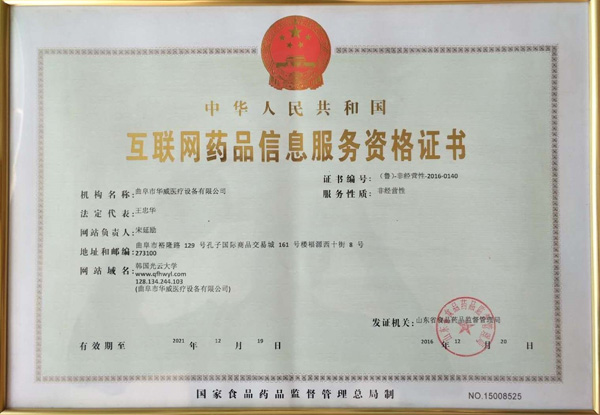 中华人民共和国
互联网药品信息服务资格证书
证书编号: (鲁)-非经营性-2016-0140
服务性质: 非经营性
机构名称: 曲阜市华威医疗设备有限公司
法定代表: 王忠华
网站负责人: 宋延励
地址和邮编: 曲阜市裕隆路 129 号孔子国际商品交易城 161 号楼福源西十街 8 号
273100
网站域名: 韩国光云大学
www.qfhwyl.com
128.134.244.103
(曲阜市华威医疗设备有限公司)
发证机关: 山东省食品药品监督管理局
有效期至 2021 年 12 月 19 日
2016 年 12 月 20 日
国家食品药品监督管理总局制
NO.15008525